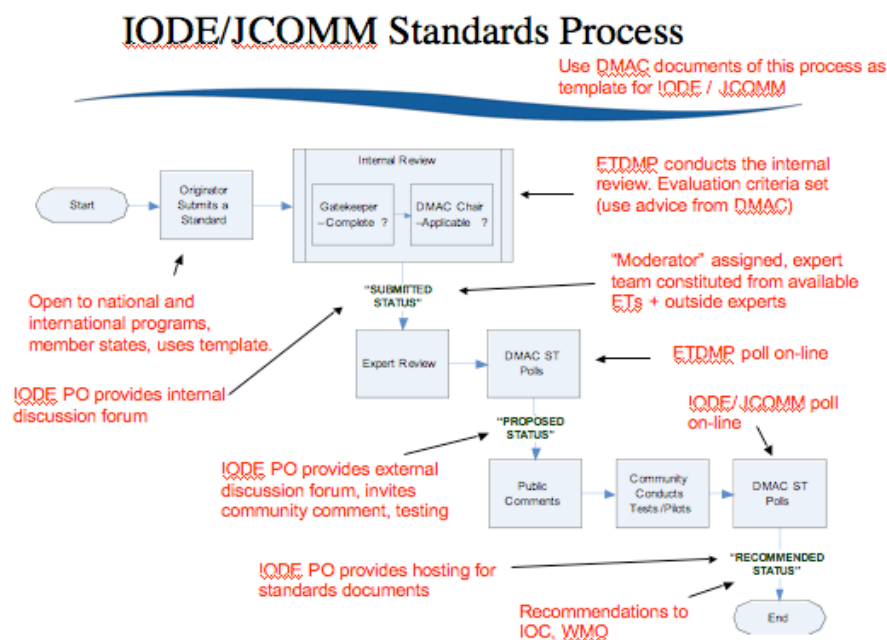 IODE/JCOMM Standards Process
Use DMAC documents of this process as
template for IODE / JCOMM
Internal Review
Start
Originator
Submits a
Standard
Gatekeeper
–Complete ?
DMAC Chair
–Applicable ?
ETDMP conducts the internal
review. Evaluation criteria set
(use advice from DMAC)
"SUBMITTED
STATUS"
"Moderator" assigned, expert
team constituted from available
ETs + outside experts
Open to national and
international programs,
member states, uses template.
Expert Review
DMAC ST
Polls
ETDMP poll on-line
IODE PO provides internal
discussion forum
IODE/JCOMM poll
on-line
"PROPOSED
STATUS"
IODE PO provides external
discussion forum, invites
community comment, testing
Public
Comments
Community
Conducts
Tests/Pilots
DMAC ST
Polls
"RECOMMENDED
STATUS"
IODE PO provides hosting for
standards documents
Recommendations to
IOC, WMO
End